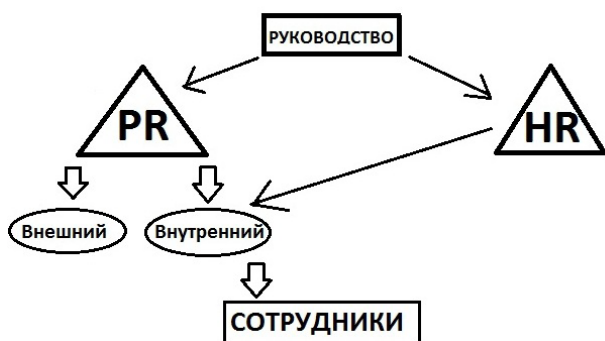 РУКОВОДСТВО
PR
HR
Внешний
Внутренний
СОТРУДНИКИ